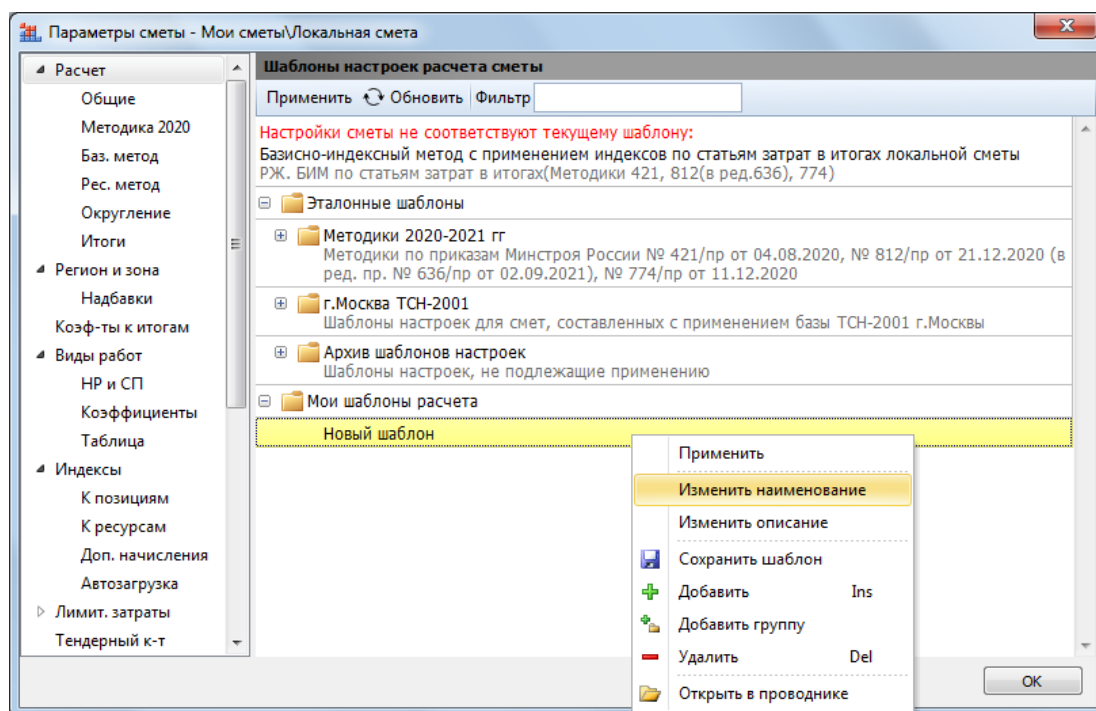 Параметры сметы - Мои сметы\Локальная смета
Расчет
Общие
Методика 2020
Баз. метод
Рес. метод
Округление
Итоги
Регион и зона
Надбавки
Коэф-ты к итогам
Виды работ
НР и СП
Коэффициенты
Таблица
Индексы
К позициям
К ресурсам
Доп. начисления
Автозагрузка
Лимит. затраты
Тендерный к-т
Шаблоны настроек расчета сметы
Применить Обновить Фильтр
Настройки сметы не соответствуют текущему шаблону:
Базисно-индексный метод с применением индексов по статьям затрат в итогах локальной сметы
РЖ. БИМ по статьям затрат в итогах(Методики 421, 812(в ред.636), 774)
Эталонные шаблоны
Методики 2020-2021 гг
Методики по приказам Минстроя России № 421/пр от 04.08.2020, № 812/пр от 21.12.2020 (в
ред. пр. № 636/пр от 02.09.2021), № 774/пр от 11.12.2020
г.Москва ТСН-2001
Шаблоны настроек для смет, составленных с применением базы ТСН-2001 г.Москвы
Архив шаблонов настроек
Шаблоны настроек, не подлежащие применению
Мои шаблоны расчета
Новый шаблон
Применить
Изменить наименование
Изменить описание
Сохранить шаблон
Добавить Ins
Добавить группу
Удалить Del
Открыть в проводнике
ОК